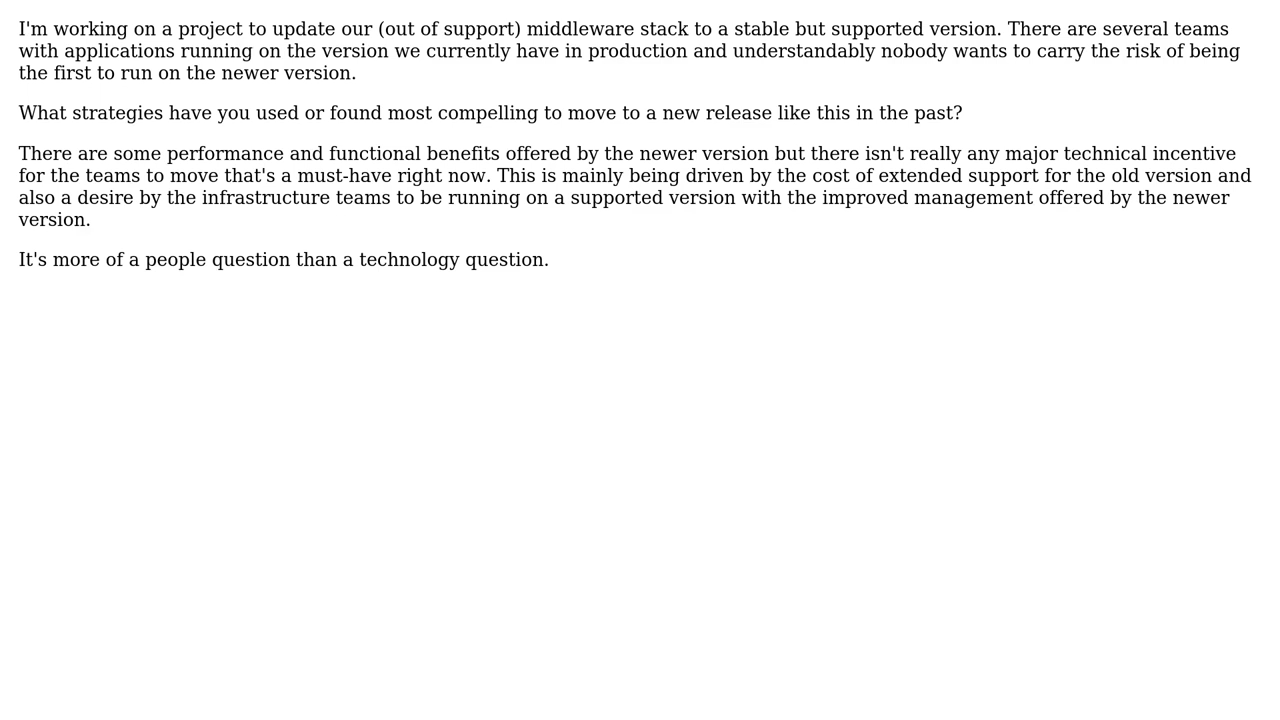 I'm working on a project to update our (out of support) middleware stack to a stable but supported version. There are several teams
with applications running on the version we currently have in production and understandably nobody wants to carry the risk of being
the first to run on the newer version.
What strategies have you used or found most compelling to move to a new release like this in the past?
There are some performance and functional benefits offered by the newer version but there isn't really any major technical incentive
for the teams to move that's a must-have right now. This is mainly being driven by the cost of extended support for the old version and
also a desire by the infrastructure teams to be running on a supported version with the improved management offered by the newer
version.
It's more of a people question than a technology question.